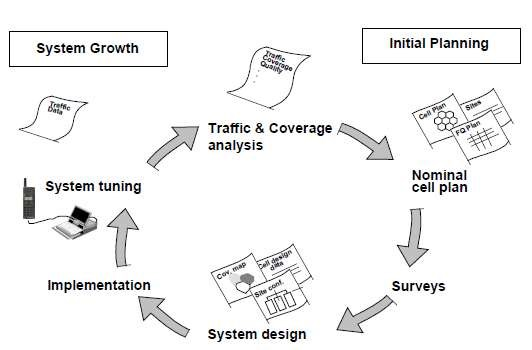 System Growth
Initial Planning
Traffic
Coverage
Quality
Traffic
Data
Traffic & Coverage
analysis
Cell Plan
Sites
FQ Plan
Nominal
cell plan
System tuning
Surveys
Implementation
Cov. map
Cell design
data
Site conf.
System design